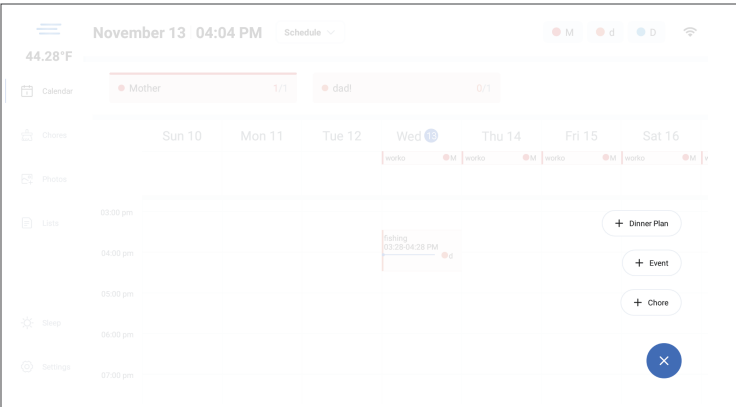 November 13 04:04 PM Schedule M d D
44.28°F
Calendar
Mother 1/1 dad! 0/1
Chores
Sun 10 Mon 11 Tue 12 Wed 13 Thu 14 Fri 15 Sat 16
works M works M works M works M
Photos
Lists
03:00 pm
+ Dinner Plan
fishing
03:28-04:28 PM
d
04:00 pm
+ Event
05:00 pm
+ Chore
Sleep
06:00 pm
Settings
07:00 pm